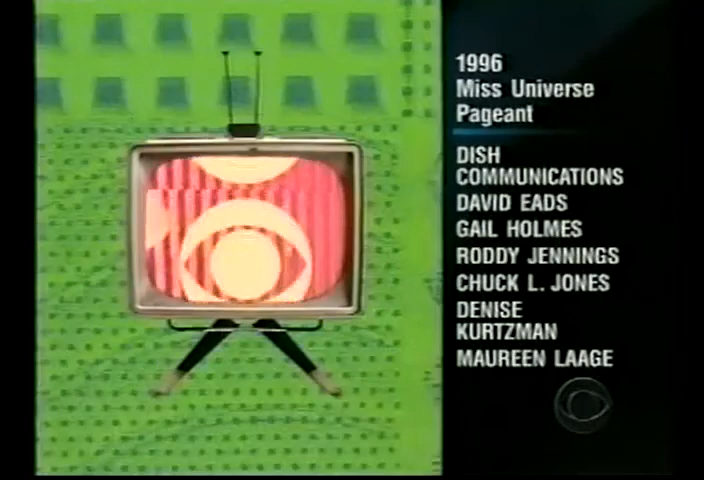 1996
Miss Universe
Pageant
DISH
COMMUNICATIONS
DAVID EADS
GAIL HOLMES
RODDY JENNINGS
CHUCK L. JONES
DENISE
KURTZMAN
MAUREEN LAAGE